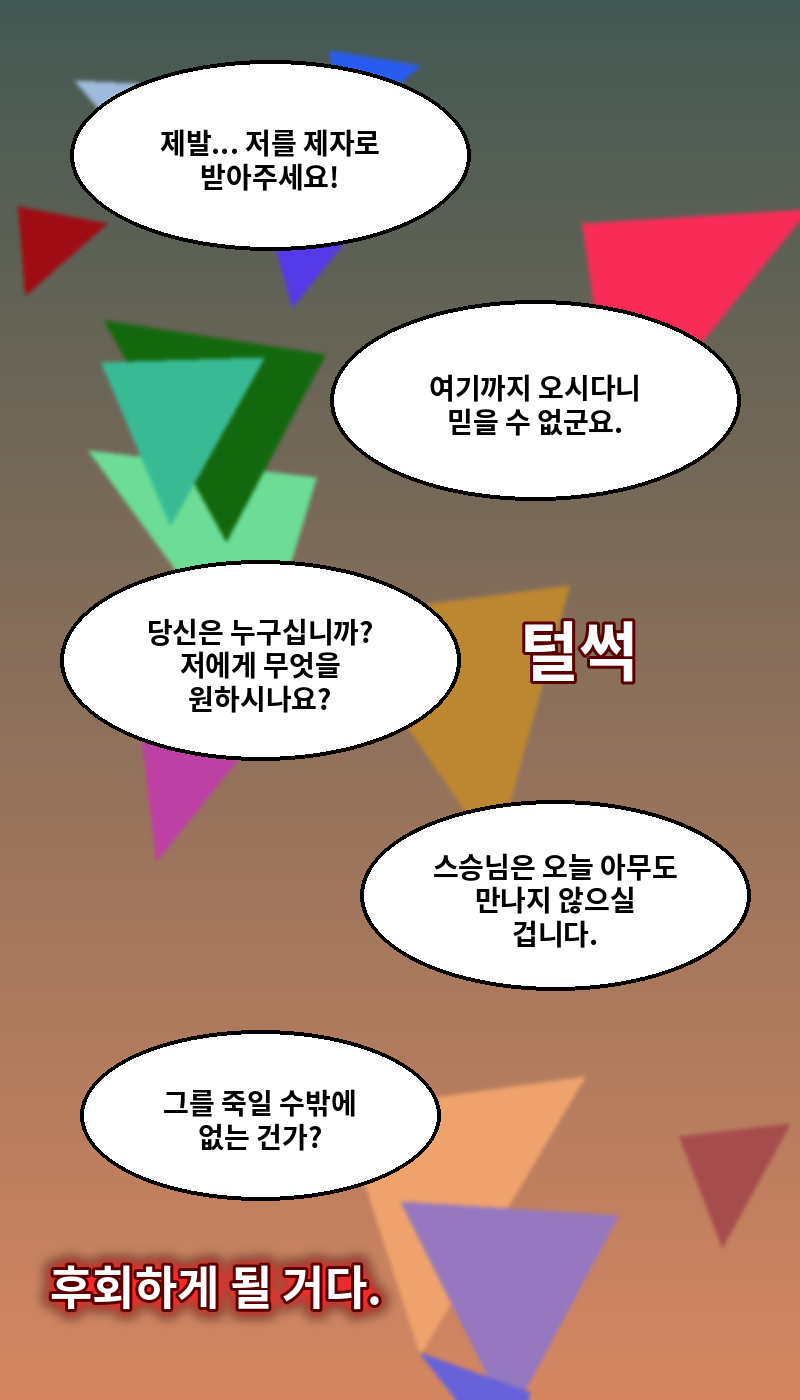 제발... 저를 제자로
받아주세요!
여기까지 오시다니
믿을 수 없군요.
당신은 누구십니까?
저에게 무엇을
원하시나요?
털썩
스승님은 오늘 아무도
만나지 않으실
겁니다.
그를 죽일 수밖에
없는 건가?
후회하게 될 거다.